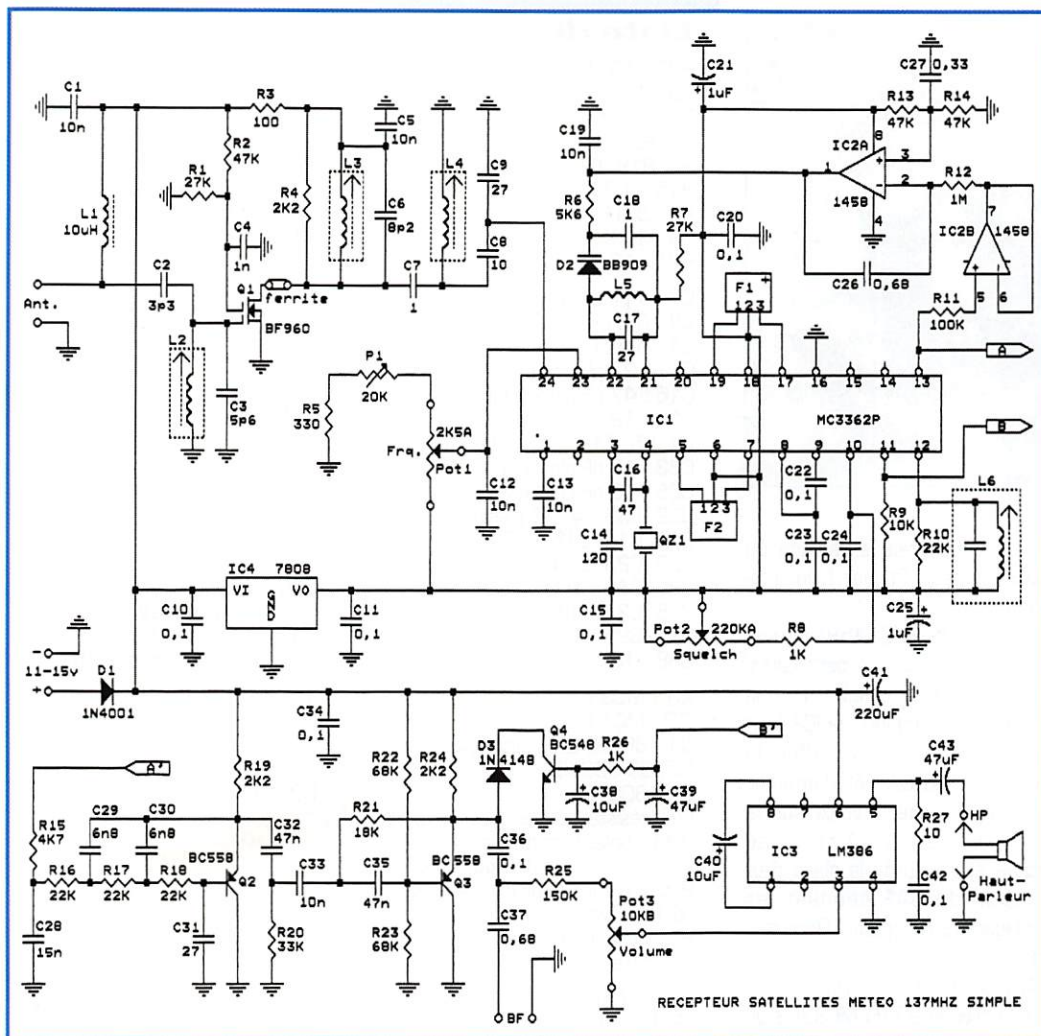 C1
10n
R3
100
R2
47K
R1
27K
L1
10uH
C4
1n
R4
2K2
L3
C5
10n
C6
8p2
L4
C9
27
C8
10
C7
1
C2
3p3
Q1
ferrite
BF960
Ant.
L2
C3
5p6
P1
20K
R5
330
2K5A
Frq.
Pot1
C12
10n
C13
10n
C21
+ 1uF
C27 0,33
R13 R14
47K 47K
C19
10n
IC2A
8
1
3
2
4
1458
R12
1M
7
IC2B
1458
5 6
R11
100K
C26 0,68
R6
5K6
C18
1
D2
BB909
L5
C17
27
R7
27K
C20
0,1
F1 +
123
A
B
24 23 22 21 20 19 18 17 16 15 14 13
IC1 MC3362P
1 2 3 4 5 6 7 8 9 10 11 12
C16
47
C14
120
QZ1
123
F2
C22
0,1
C23
0,1
C24
0,1
R9
10K
R10
22K
L6
C25
1uF
+
IC4 7808
VI GND VO
C10
0,1
C11
0,1
C15
0,1
Pot2 220KA
Squelch
R8
1K
-
11-15v
+
D1
1N4001
C34
0,1
C41
+
220uF
A'
B'
R15
4K7
C29
6n8
C30
6n8
R19
2K2
R16
22K
R17
22K
R18
22K
BC558
Q2
C28
15n
C31
27
C32
47n
R20
33K
C33
10n
R21
18K
C35
47n
R22
68K
R24
2K2
BC558
Q3
R23
68K
D3
1N4148
Q4
BC548
R26
1K
C38
10uF
+
C39
47uF
+
C36
0,1
R25
150K
C37
0,68
Pot3
10KB
Volume
BF
C40
10uF
+
8 7 6 5
IC3 LM386
1 2 3 4
C43
47uF
+
R27
10
C42
0,1
HP
Haut-
Parleur
RECEPTEUR SATELLITES METEO 137MHZ SIMPLE